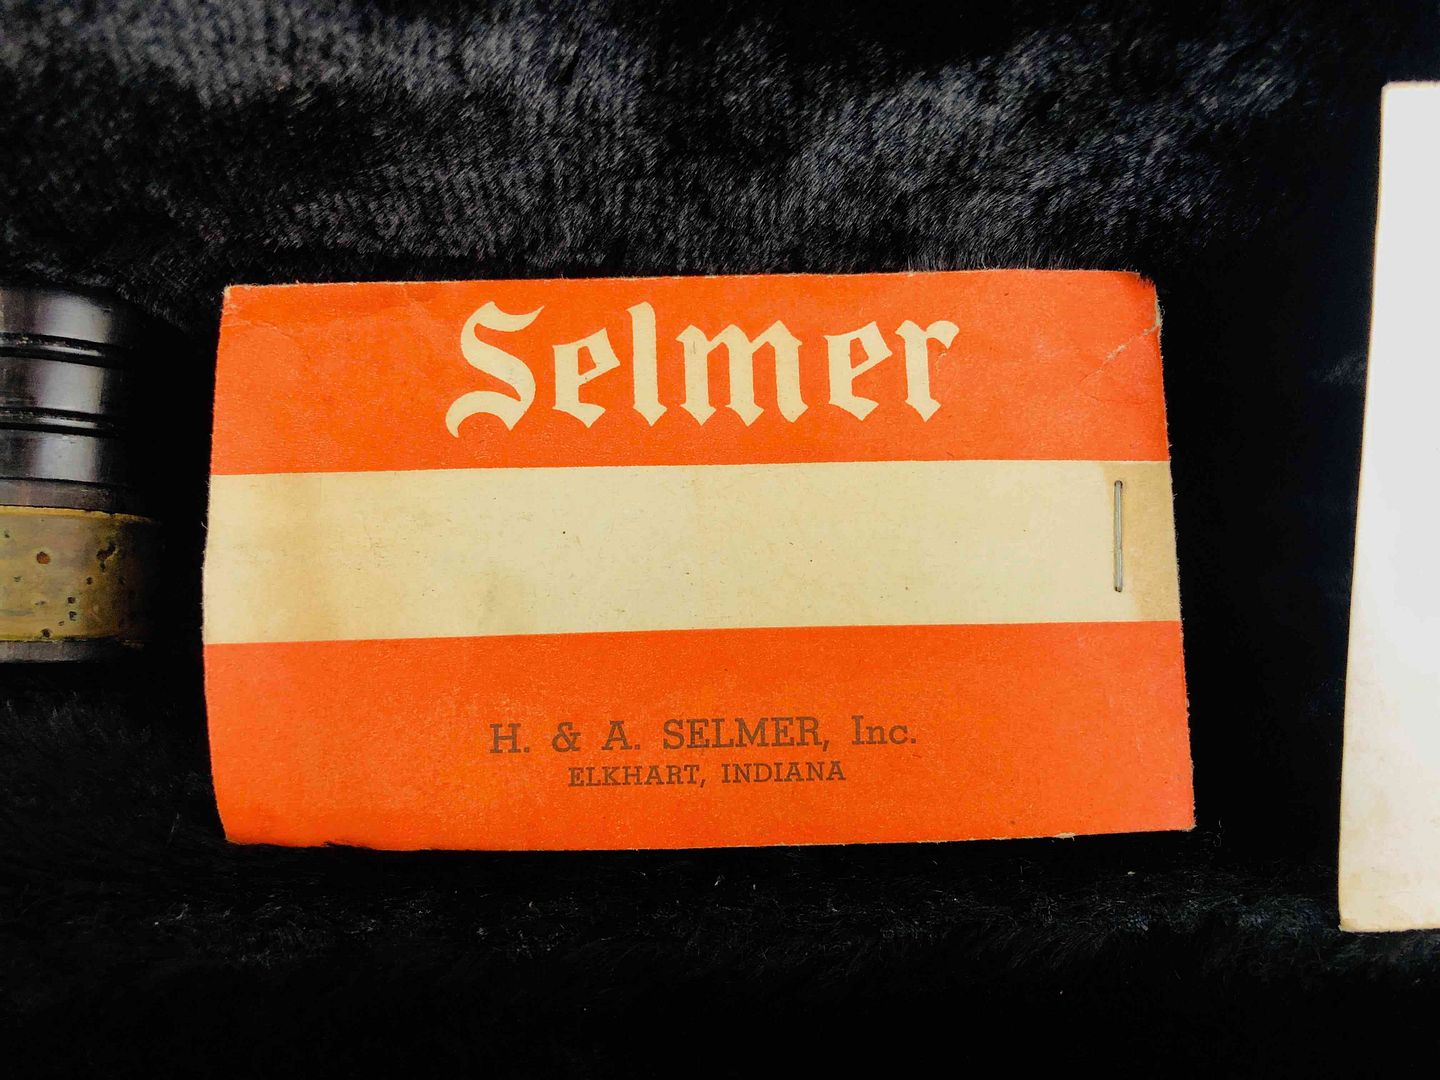 Selmer
H. & A. SELMER, Inc.
ELKHART, INDIANA